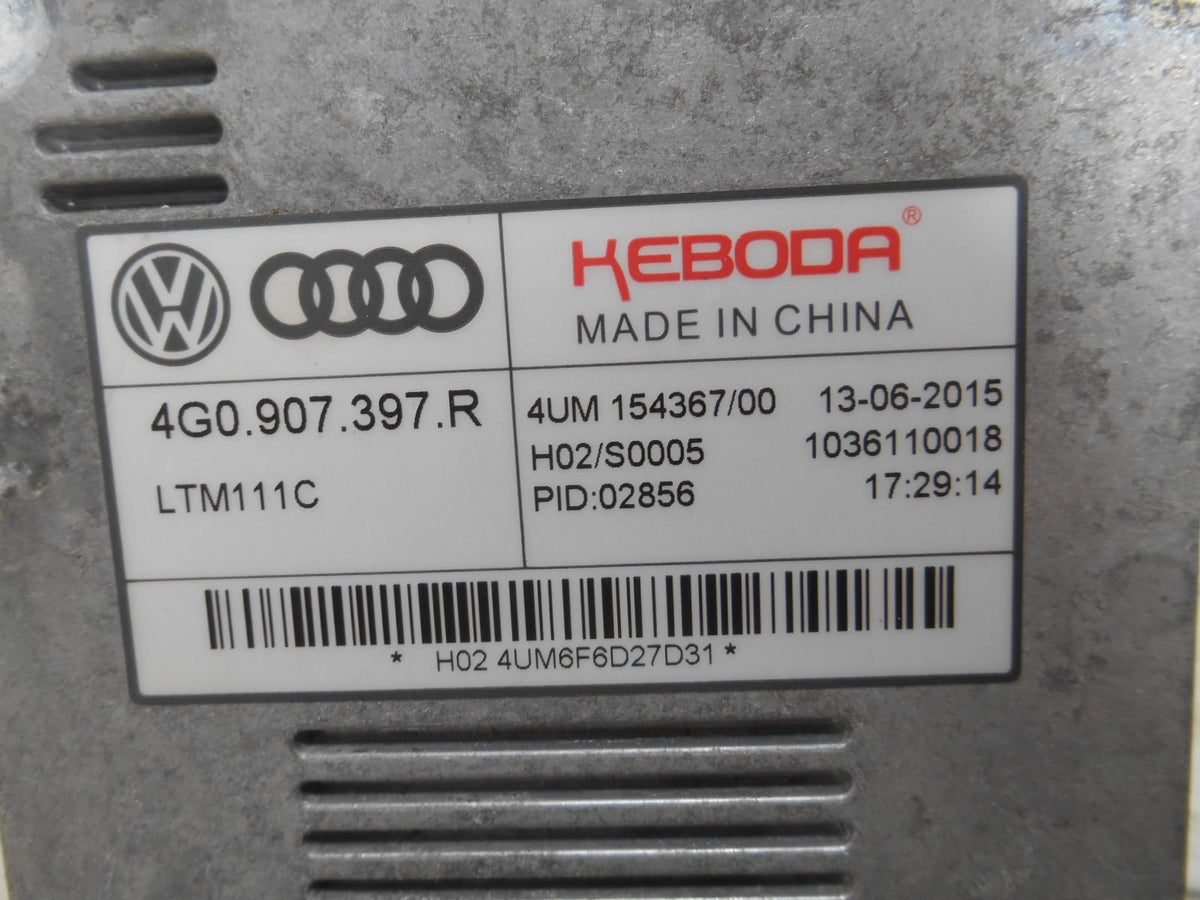 KEBODA®
MADE IN CHINA
4G0.907.397.R
LTM111C
4UM 154367/00 13-06-2015
H02/S0005 1036110018
PID:02856 17:29:14
* H02 4UM6F6D27D31 *